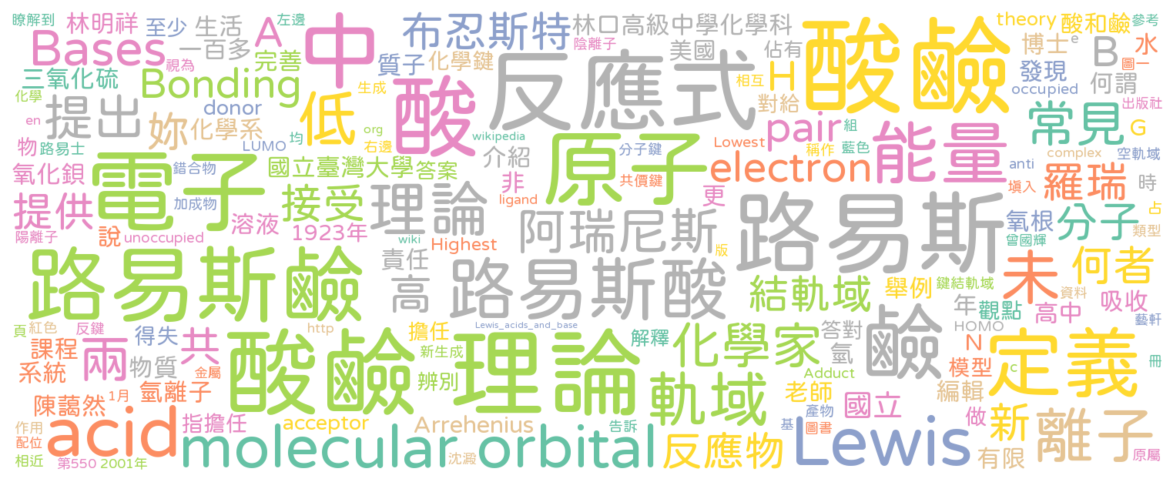 瞭解到 林明祥 至少 生活 A 中 布忍斯特 林口高級中學化學科 酸鹼 theory 酸和鹼 參考
左邊 陰離子 美國 佔有 博士 e 水
Bases 一百多 完善 質子 化學鍵 反應式 H B 圖一
三氧化硫 親為 Bonding 酸 相互 對給 發現 何謂
化學 提出 妳 donor 生成 低 occupied 常見 出版社
en 化學系 均 org wikipedia 原子 pair 組 能量 G
物 路易士 LUMO 右邊 分子鍵 Lowest 稱作 藍色 complex 空軌域
氧化鋇 電子 錯合物 國立臺灣大學 答案 介紹 非 共價鍵 electron 更 anti 羅瑞 時
提供 加成物 接受 理論 ligand 路易斯 填入 占
陽離子 說 unoccupied 溶液 1923年 wiki Highest 阿瑞尼斯 版 氧根 分子 類型
曾國輝
路易斯鹼 責任 高 路易斯酸 結軌域 舉例 未 何者
年 觀點 鍵結軌域 資料 吸收
頁 紅色 反鍵 得失 http 擔任 Lewis_acids_and_base 解釋 化學家 答對 鹼 HOMO 高中 藝軒
課程 兩 物質 共 酸鹼 新生成 理論 氫 N 定義 冊
系統 金屬 氫離子 辨別 軌域 Adduct 模型 c
陳藹然 1月 指擔任 acceptor Arrehenius 告訴 老師 產物 國立 編輯 做 新 離子
作用 acid molecular orbital 反應物 基 圖書 Lewis
配位
相近 第550 2001年 沈澱 有限 原屬